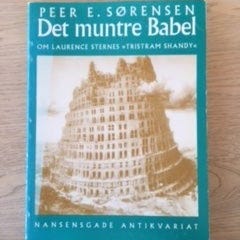 PEER E. SØRENSEN
Det muntre Babel
OM LAURENCE STERNES »TRISTRAM SHANDY«
NANSENSGADE ANTIKVARIAT